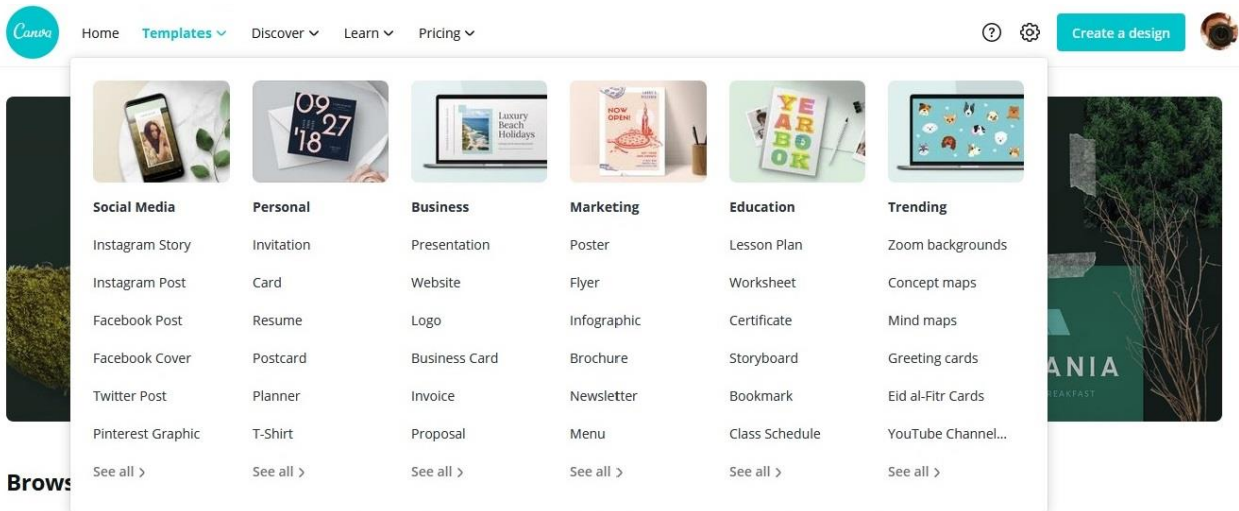 Canva
Home Templates Discover Learn Pricing ? Create a design
09 27 '18
Luxury
Beach
Holidays
NOW
OPEN!
YE
AR
BO
OK
Social Media Personal Business Marketing Education Trending
Instagram Story Invitation Presentation Poster Lesson Plan Zoom backgrounds
Instagram Post Card Website Flyer Worksheet Concept maps
Facebook Post Resume Logo Infographic Certificate Mind maps
Facebook Cover Postcard Business Card Brochure Storyboard Greeting cards
Twitter Post Planner Invoice Newsletter Bookmark Eid al-Fitr Cards
Pinterest Graphic T-Shirt Proposal Menu Class Schedule YouTube Channel...
See all See all See all See all See all See all
ANIA
REAKFAST
Brows